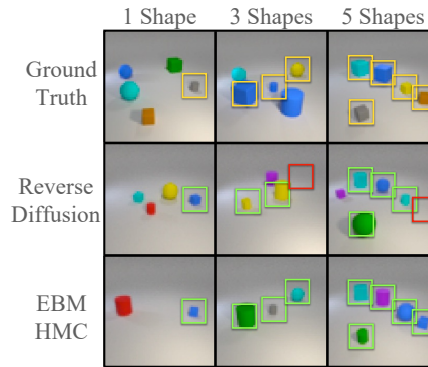 1 Shape 3 Shapes 5 Shapes
Ground
Truth
Reverse
Diffusion
EBM
HMC